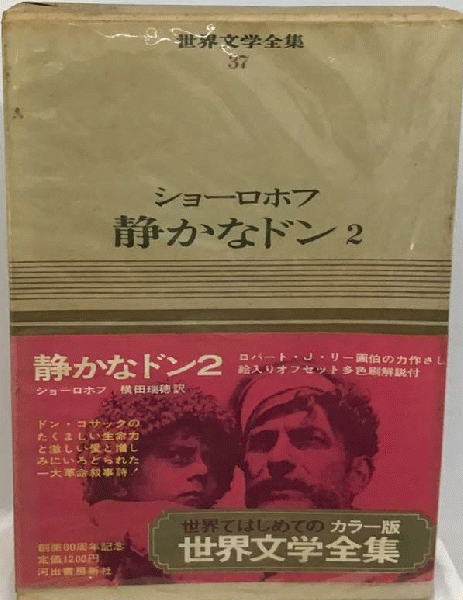 世界文学全集
37
ショーロホフ
静かなドン 2
静かなドン2
ショーロホフ 横田瑞穂訳
ロバート・J・リー画伯の力作さし
絵入りオフセット多色刷解説付
ドン・コサックの
たくましい生命力
と激しい愛と憎し
みにいろどられた
一大革命叙事詩!
世界ではじめての カラー版
世界文学全集
創業80周年記念
定価1200円
河出書房新社